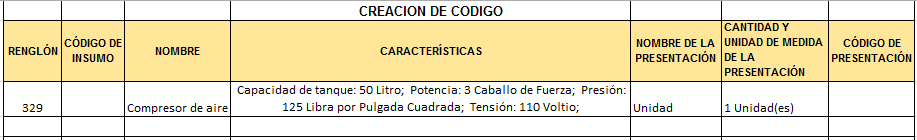 CREACION DE CODIGO
RENGLÓN
CÓDIGO DE
INSUMO
NOMBRE
CARACTERÍSTICAS
NOMBRE DE LA
PRESENTACIÓN
CANTIDAD Y
UNIDAD DE MEDIDA
DE LA
PRESENTACIÓN
CÓDIGO DE
PRESENTACIÓN
329
Compresor de aire
Capacidad de tanque: 50 Litro; Potencia: 3 Caballo de Fuerza; Presión:
125 Libra por Pulgada Cuadrada; Tensión: 110 Voltio;
Unidad
1 Unidad(es)